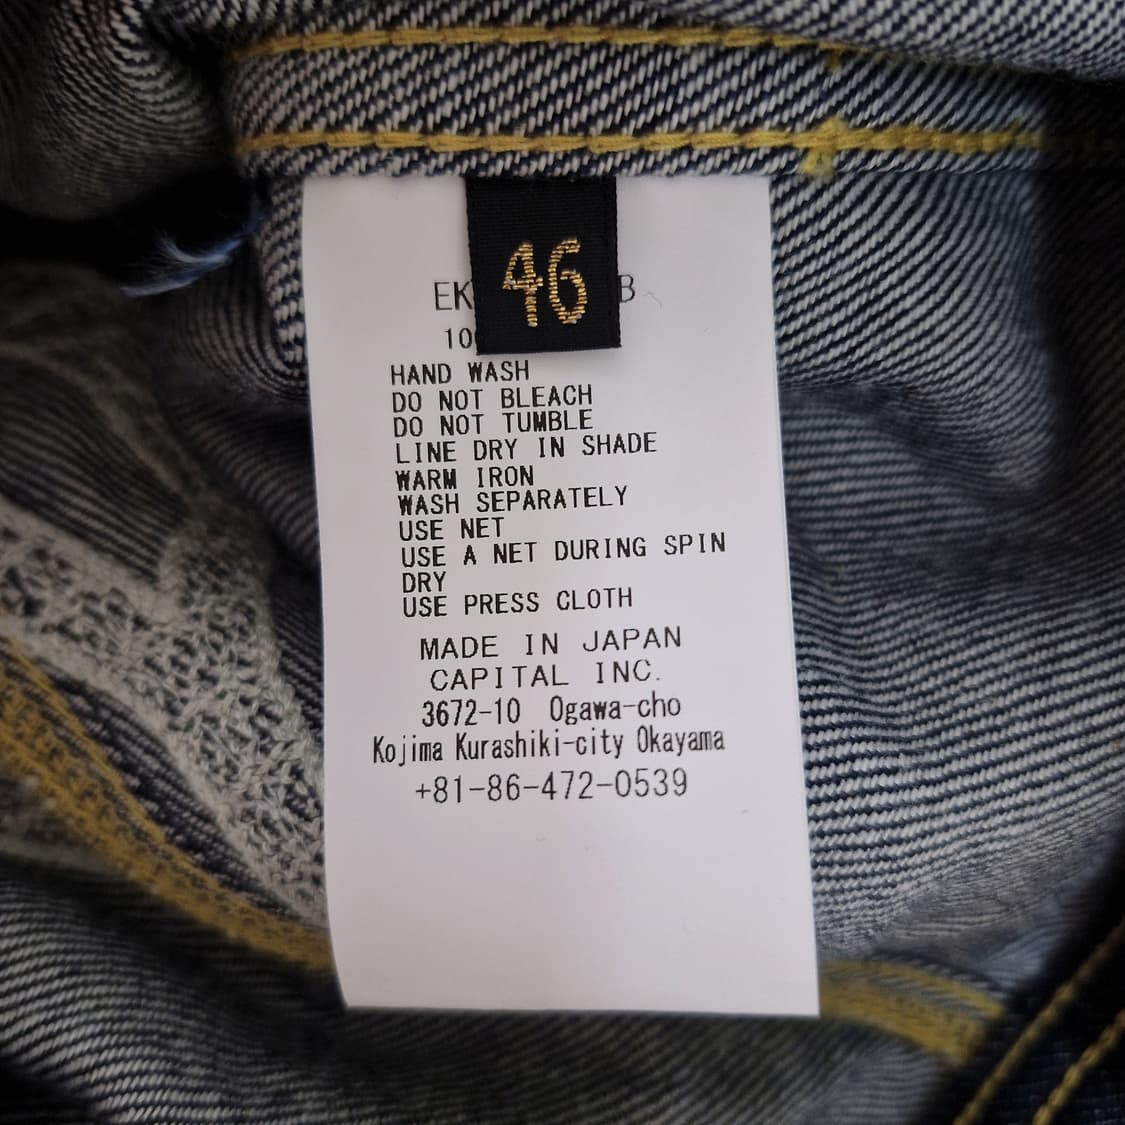 46
HAND WASH
DO NOT BLEACH
DO NOT TUMBLE
LINE DRY IN SHADE
WARM IRON
WASH SEPARATELY
USE NET
USE A NET DURING SPIN
DRY
USE PRESS CLOTH
MADE IN JAPAN
CAPITAL INC.
3672-10 Ogawa-cho
Kojima Kurashiki-city Okayama
+81-86-472-0539